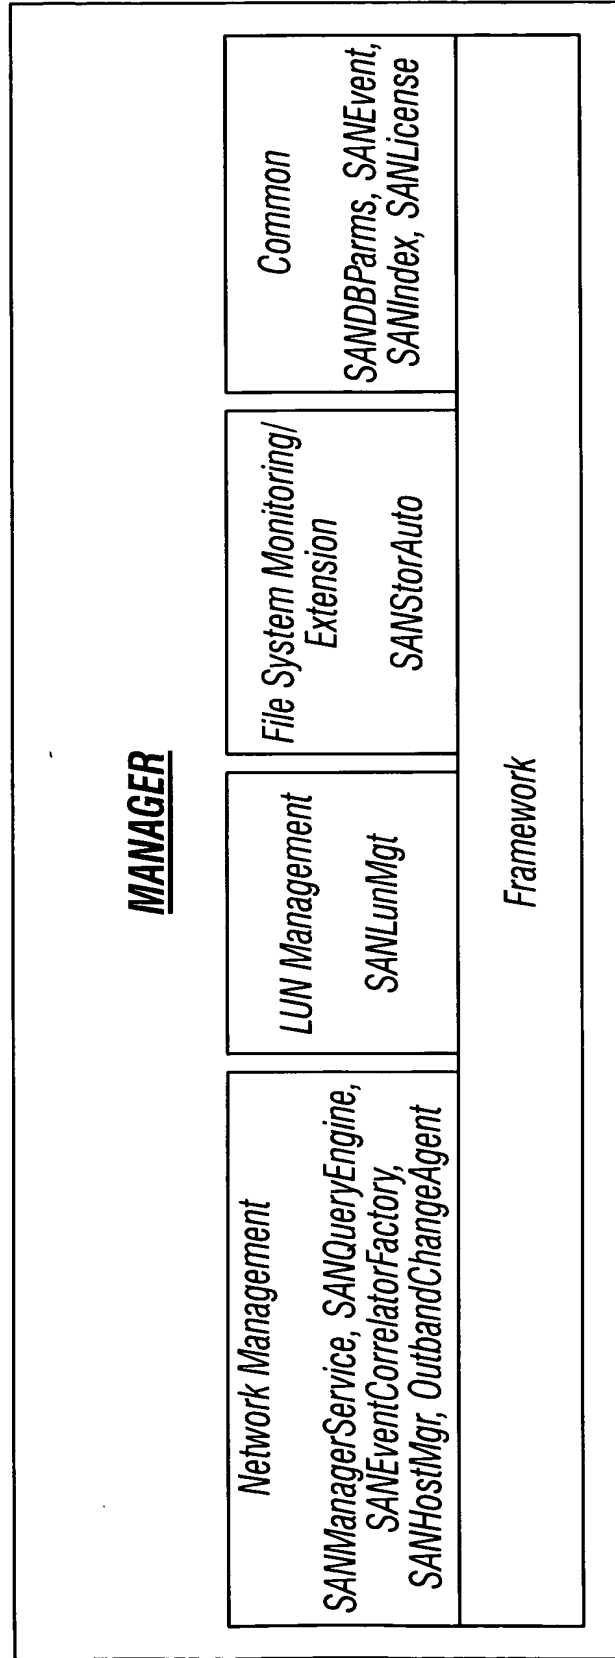 MANAGER
Network Management
SANManagerService, SANQueryEngine,
SANEventCorrelatorFactory,
SANHostMgr, OutbandChangeAgent
LUN Management
SANLunMgt
File System Monitoring/
Extension
SANStorAuto
Common
SANDBParms, SANEvent,
SANIndex, SANLicense
Framework